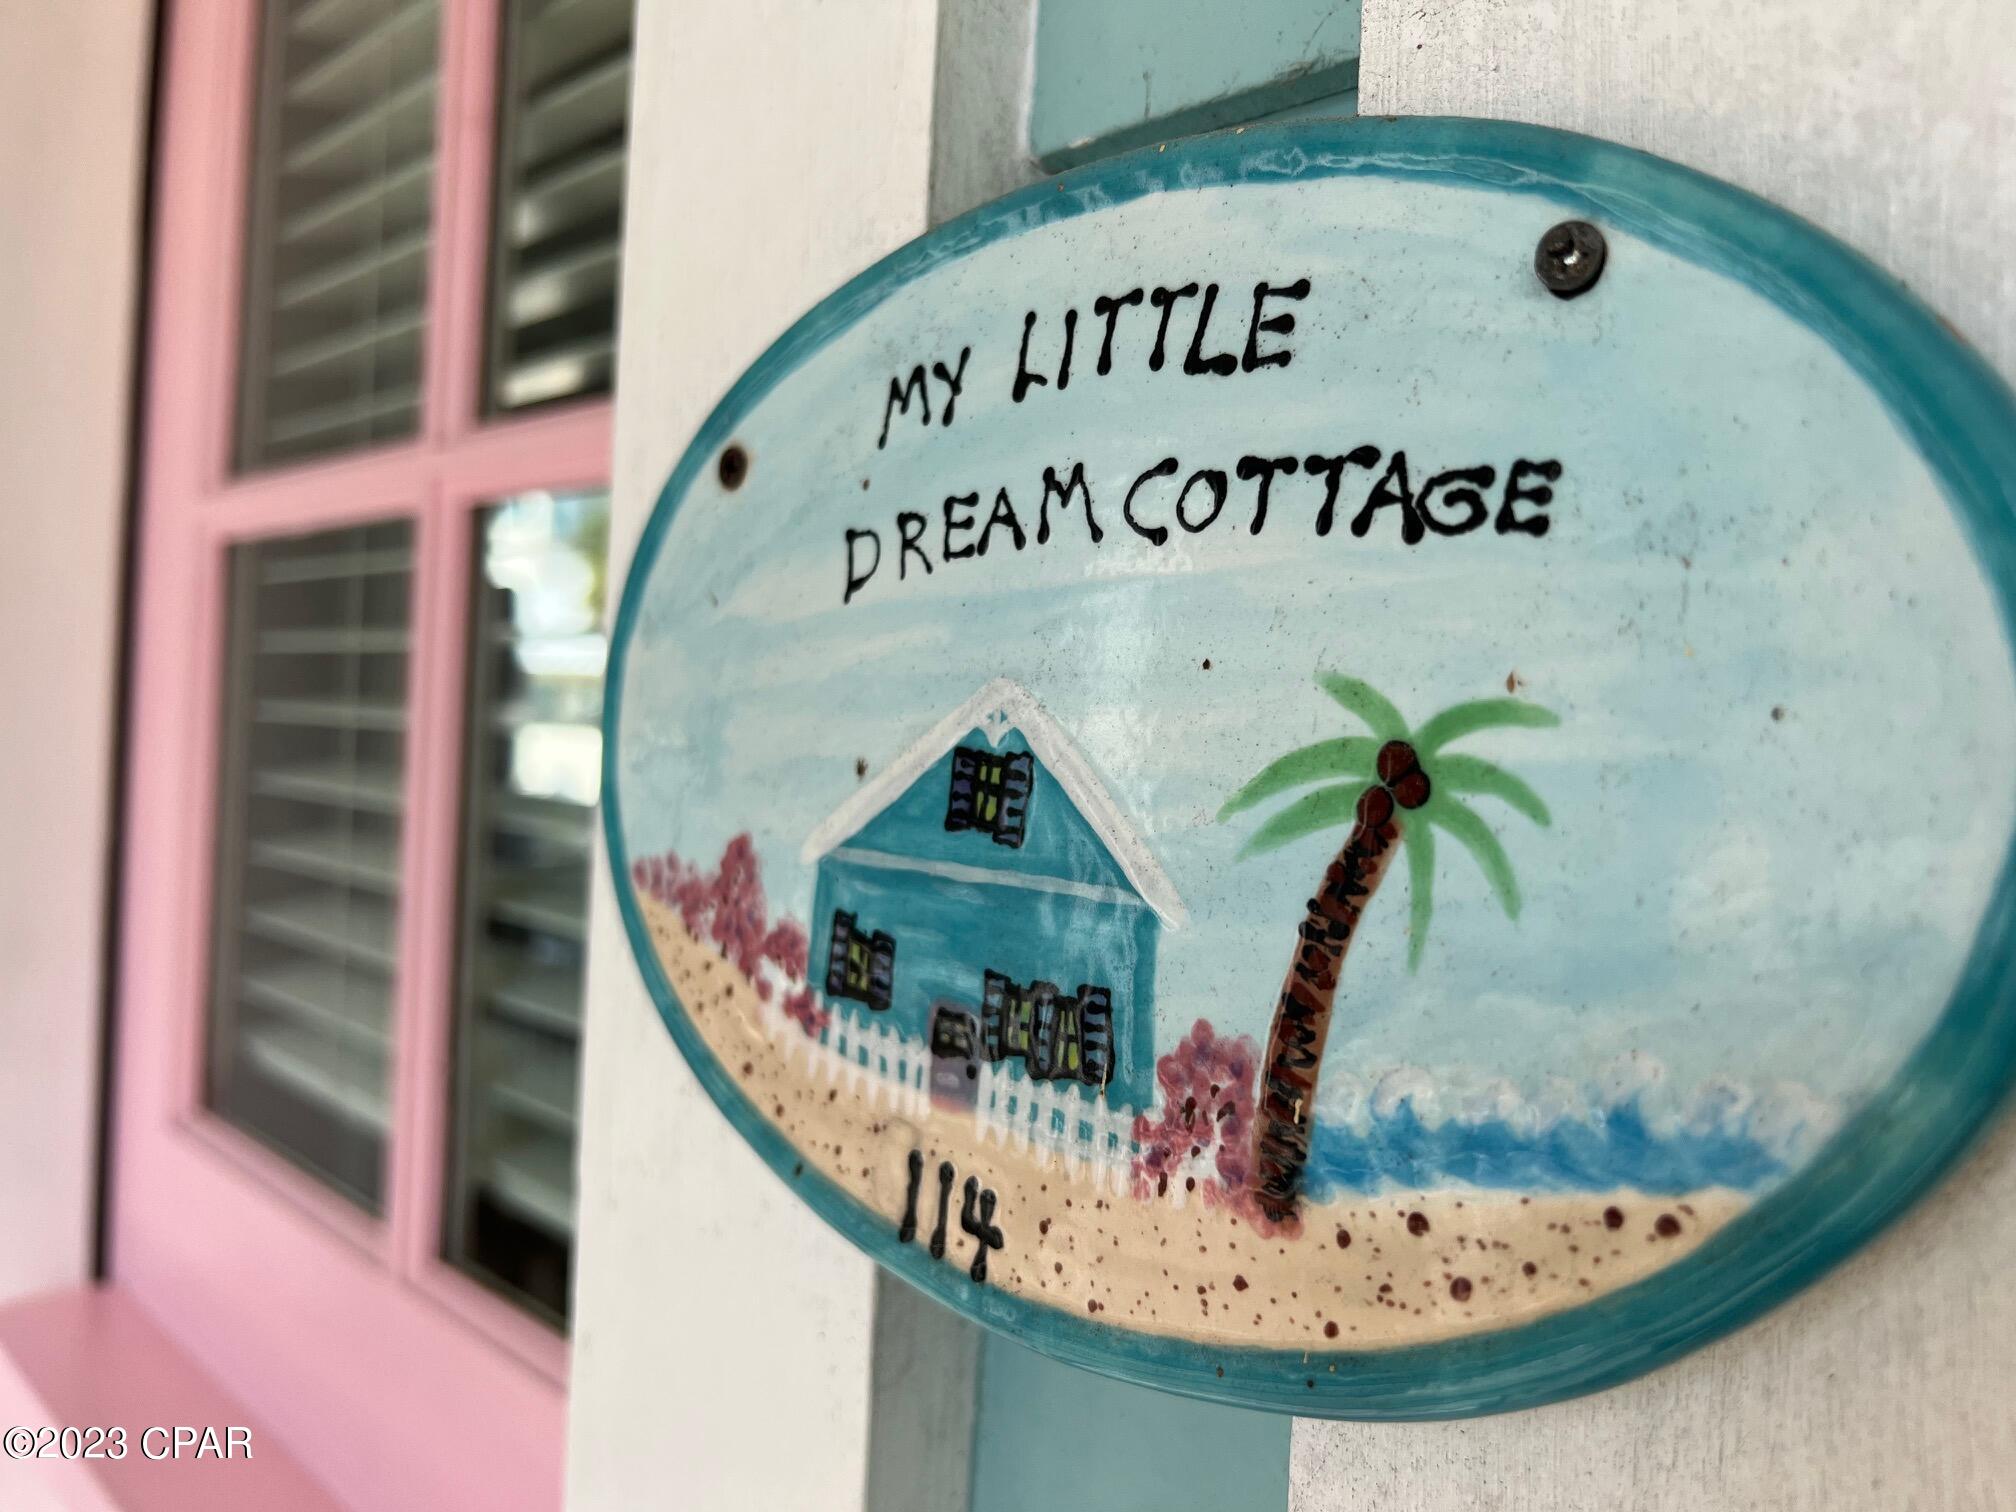 MY LITTLE
DREAM COTTAGE
114
©2023 CPAR